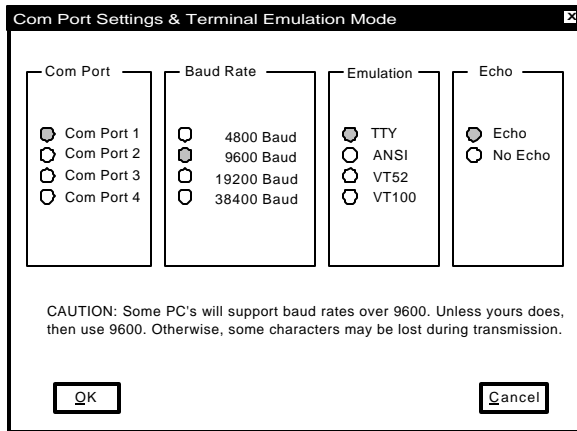 Com Port Settings & Terminal Emulation Mode
Com Port
Com Port 1
Com Port 2
Com Port 3
Com Port 4
Baud Rate
4800 Baud
9600 Baud
19200 Baud
38400 Baud
Emulation
TTY
ANSI
VT52
VT100
Echo
Echo
No Echo
CAUTION: Some PC's will support baud rates over 9600. Unless yours does,
then use 9600. Otherwise, some characters may be lost during transmission.
OK
Cancel